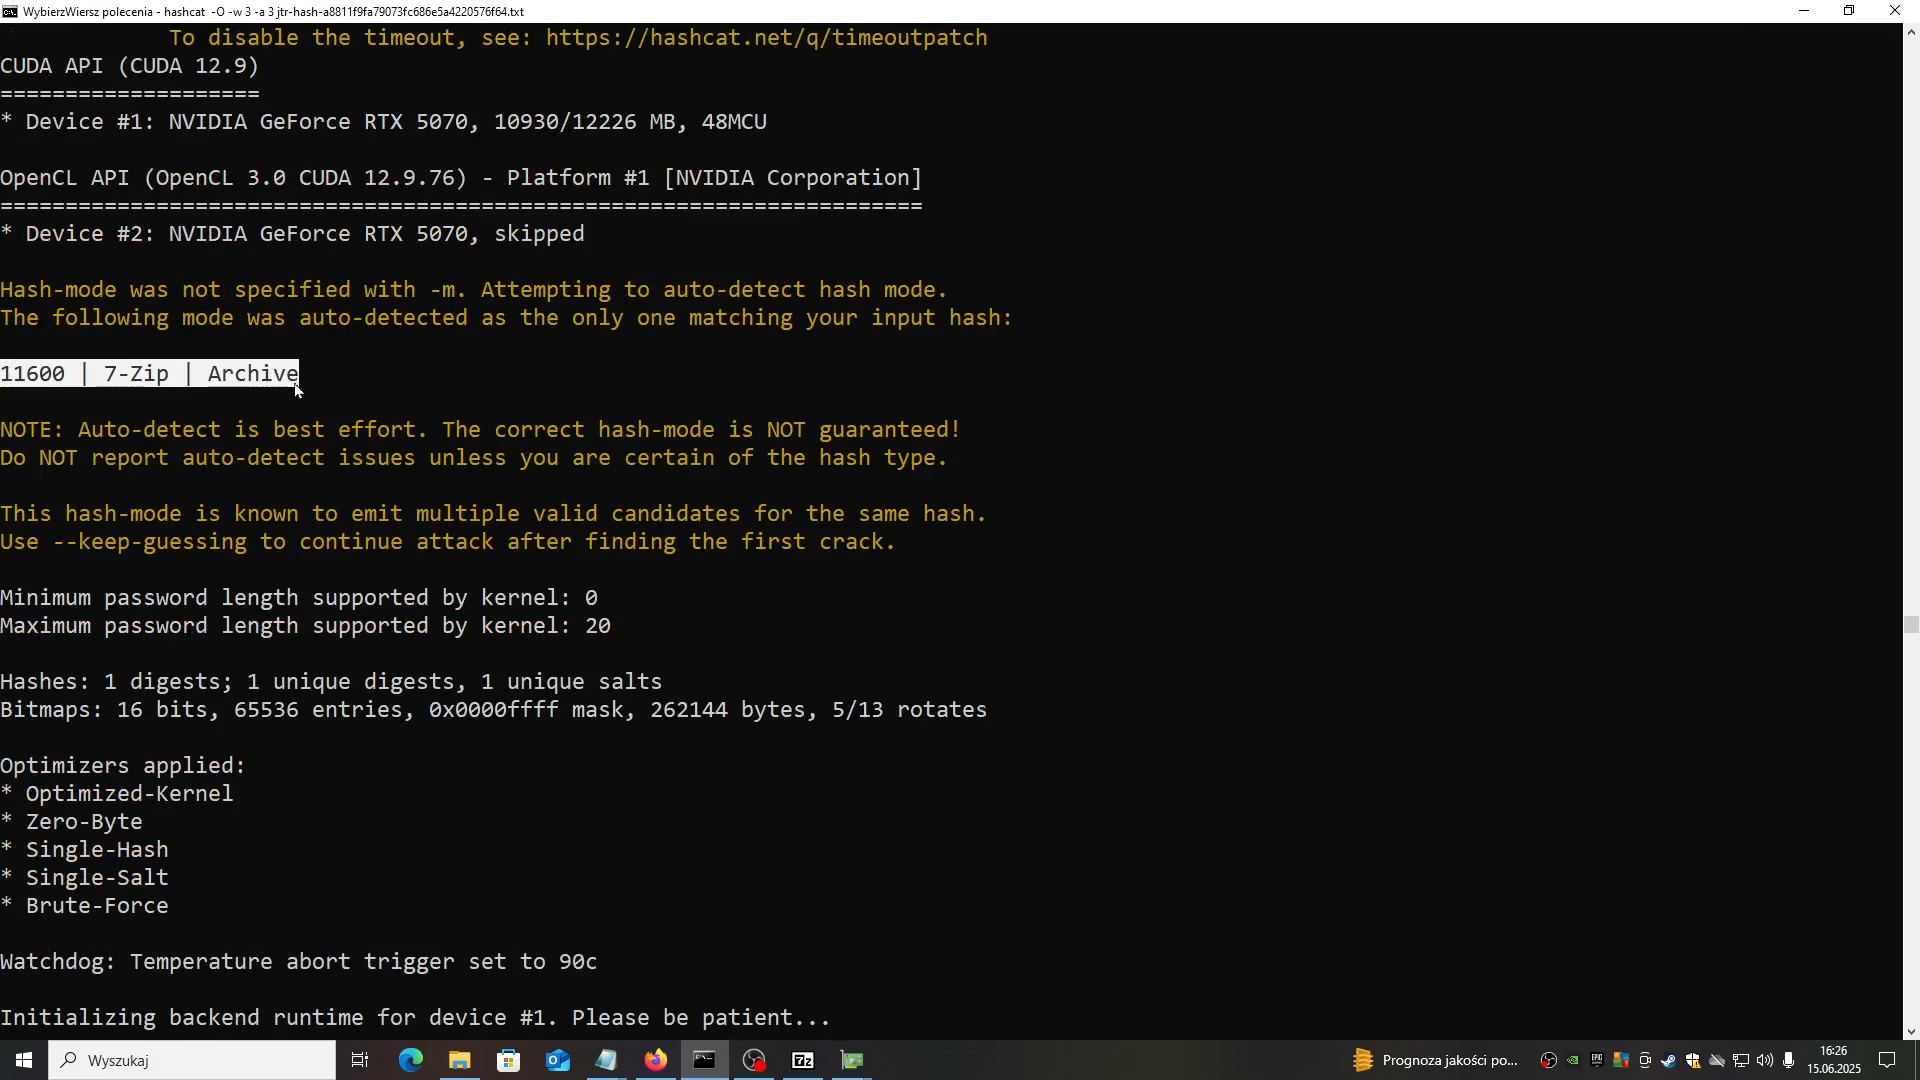 WybierzWiersz polecenia - hashcat -O -w 3 -a 3 jtr-hash-a8811f9fa79073fc686e5a4220576f64.txt
To disable the timeout, see: https://hashcat.net/q/timeoutpatch
CUDA API (CUDA 12.9)
====================
* Device #1: NVIDIA GeForce RTX 5070, 10930/12226 MB, 48MCU
OpenCL API (OpenCL 3.0 CUDA 12.9.76) - Platform #1 [NVIDIA Corporation]
=======================================================================
* Device #2: NVIDIA GeForce RTX 5070, skipped
Hash-mode was not specified with -m. Attempting to auto-detect hash mode.
The following mode was auto-detected as the only one matching your input hash:
11600 | 7-Zip | Archive
NOTE: Auto-detect is best effort. The correct hash-mode is NOT guaranteed!
Do NOT report auto-detect issues unless you are certain of the hash type.
This hash-mode is known to emit multiple valid candidates for the same hash.
Use --keep-guessing to continue attack after finding the first crack.
Minimum password length supported by kernel: 0
Maximum password length supported by kernel: 20
Hashes: 1 digests; 1 unique digests, 1 unique salts
Bitmaps: 16 bits, 65536 entries, 0x0000ffff mask, 262144 bytes, 5/13 rotates
Optimizers applied:
* Optimized-Kernel
* Zero-Byte
* Single-Hash
* Single-Salt
* Brute-Force
Watchdog: Temperature abort trigger set to 90c
Initializing backend runtime for device #1. Please be patient...
Wyszukaj
7z
Prognoza jakości po...
16:26
15.06.2025